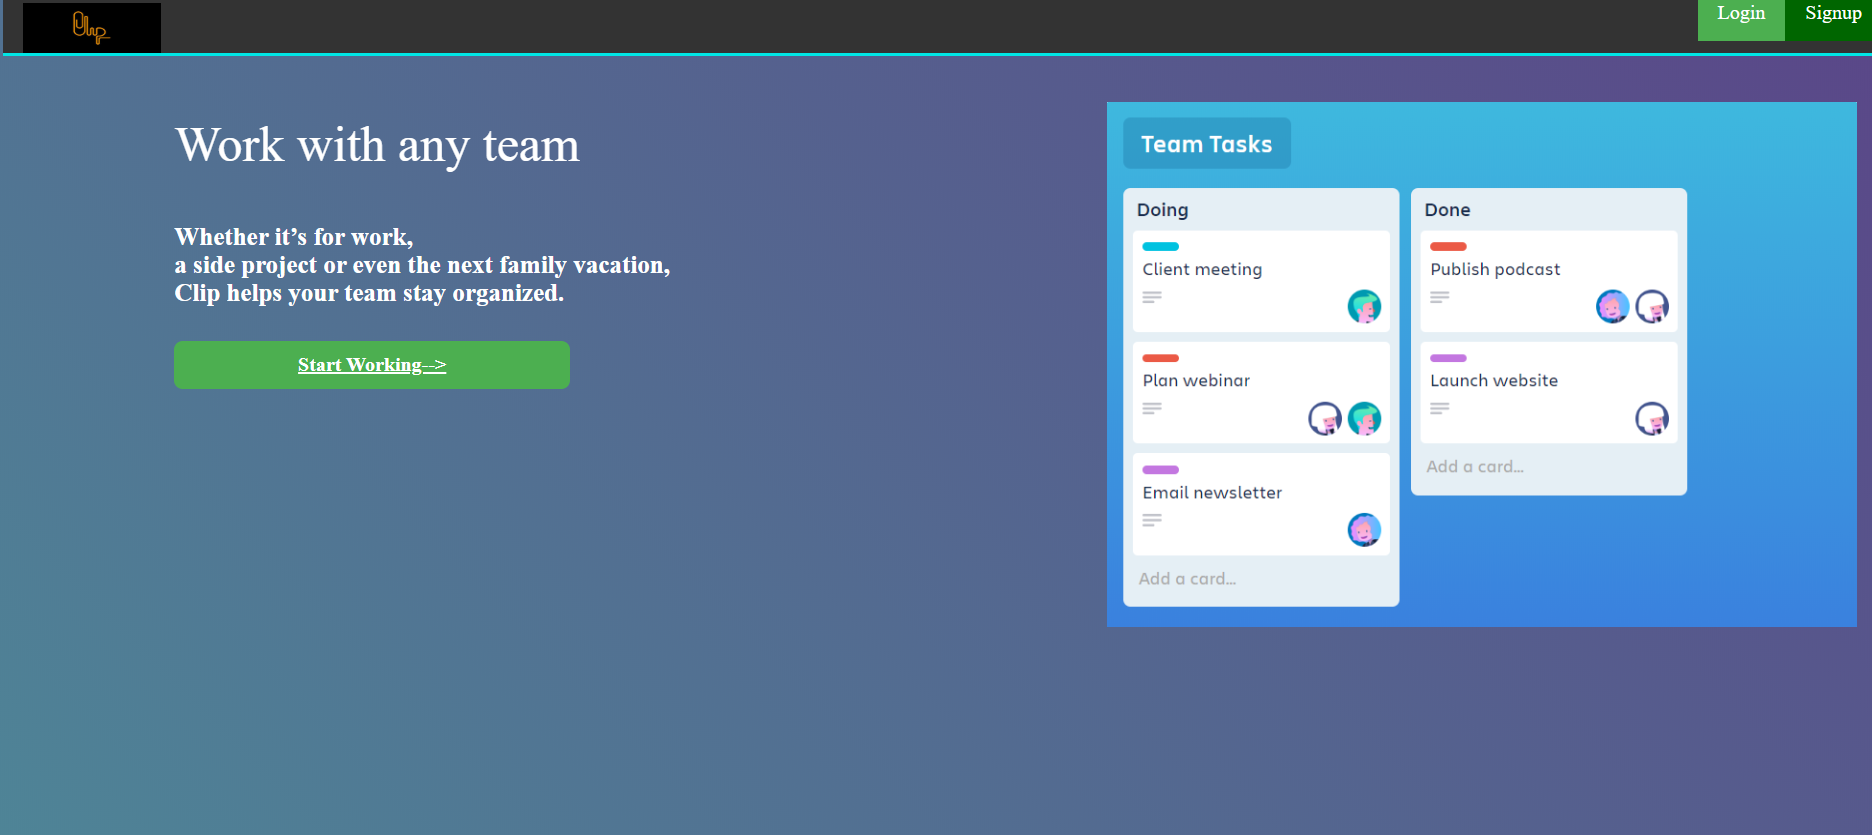 Clip
Login
Signup
Work with any team
Whether it’s for work,
a side project or even the next family vacation,
Clip helps your team stay organized.
Start Working-->
Team Tasks
Doing
Client meeting
Plan webinar
Email newsletter
Add a card...
Done
Publish podcast
Launch website
Add a card...